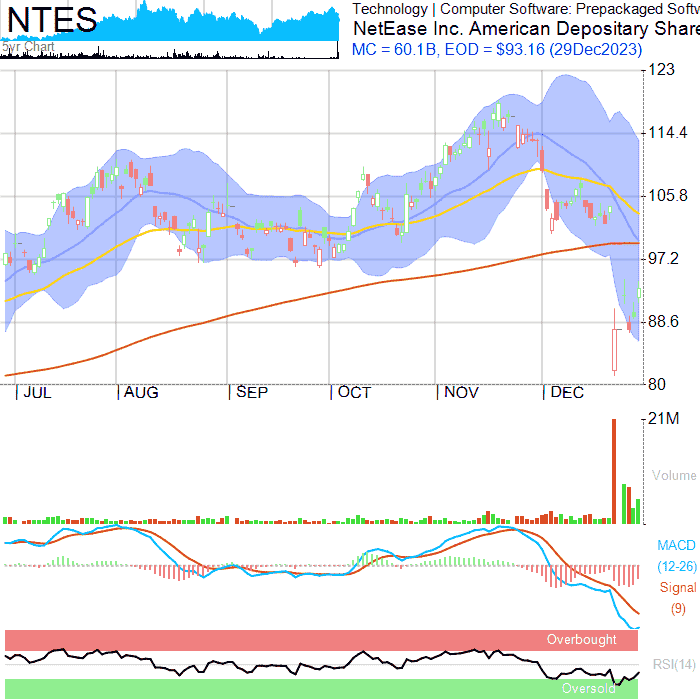 NTES
5yr Chart
Technology | Computer Software: Prepackaged Softw
NetEase Inc. American Depositary Share
MC = 60.1B, EOD = $93.16 (29Dec2023)
123
114.4
105.8
97.2
88.6
80
JUL AUG SEP OCT NOV DEC
21M
Volume
MACD
(12-26)
Signal
(9)
Overbought
RSI(14)
Oversold